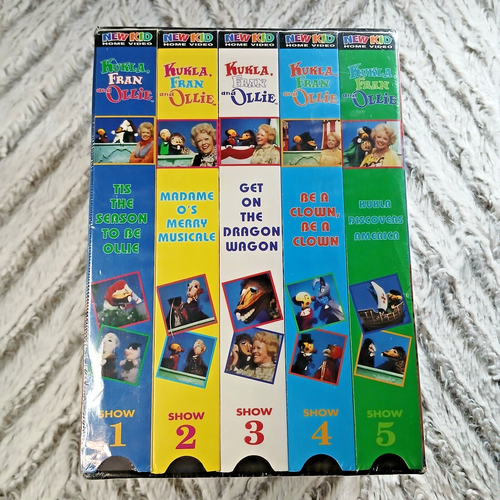 NEW KID
HOME VIDEO
KUKLA,
FRAN
and OLLIE
TIS
THE
SEASON
TO BE
OLLIE
SHOW
1
NEW KID
HOME VIDEO
KUKLA,
FRAN
and OLLIE
MADAME
O'S
MERRY
MUSICALE
SHOW
2
NEW KID
HOME VIDEO
KUKLA,
FRAN
and OLLIE
GET
ON
THE
DRAGON
WAGON
SHOW
3
NEW KID
HOME VIDEO
KUKLA,
FRAN
and OLLIE
BE A
CLOWN,
BE A
CLOWN
SHOW
4
NEW KID
HOME VIDEO
KUKLA,
FRAN
and OLLIE
KUKLA
DISCOVERS
AMERICA
SHOW
5